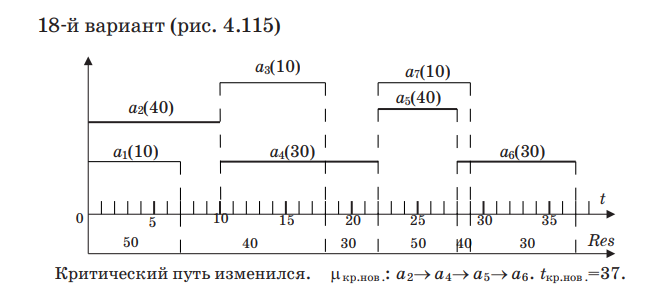 18-й вариант (рис. 4.115)
a₃(10) a₇(10)
a₅(40)
a₂(40)
a₁(10) a₄(30) a₆(30)
t
0 5 10 15 20 25 30 35
50 40 30 50 40 30 Res
Критический путь изменился. μкр.нов.: a₂→a₄→a₅→a₆. tкр.нов.=37.